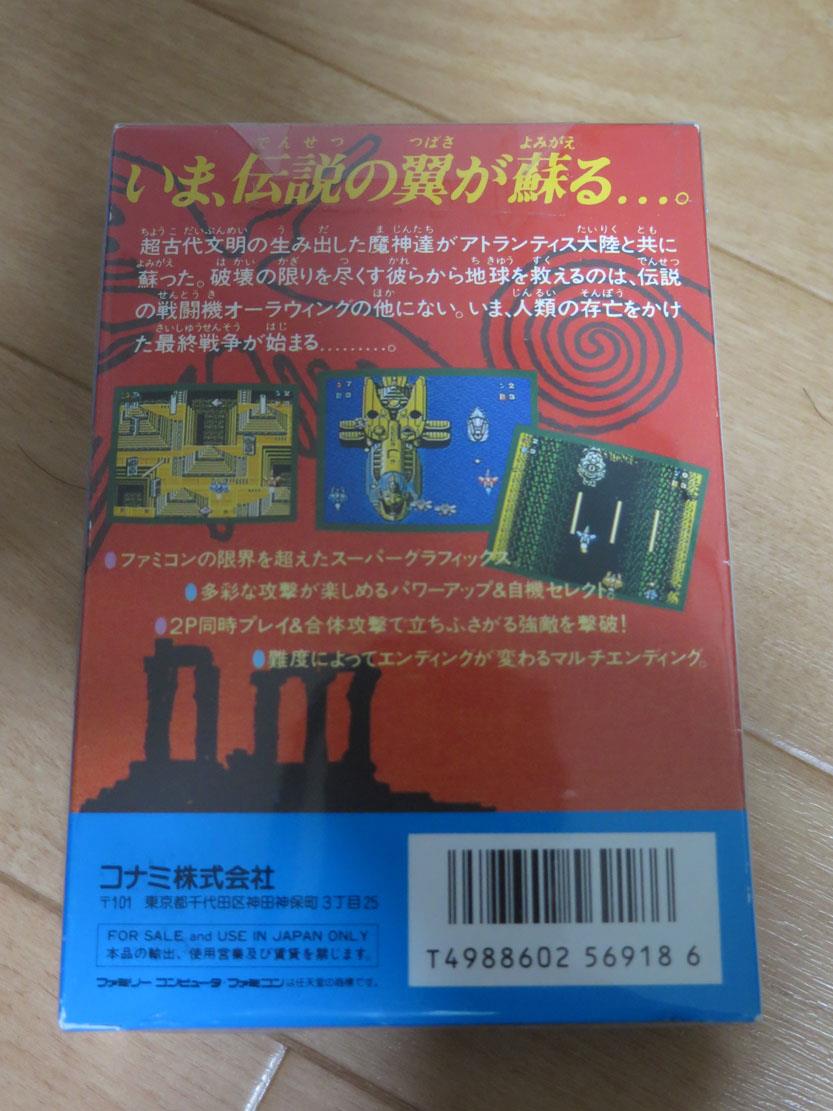 いま、伝説の翼が蘇る…。
超古代文明の生み出した魔神達がアトランティス大陸と共に
蘇った。破壊の限りを尽くす彼らから地球を救えるのは、伝説
の戦闘機オーラウィングの他にない。いま、人類の存亡をかけ
た最終戦争が始まる………。
●ファミコンの限界を超えたスーパーグラフィックス。
●多彩な攻撃が楽しめるパワーアップ&自機セレクト。
●2P同時プレイ&合体攻撃で立ちふさがる強敵を撃破!
●難度によってエンディングが変わるマルチエンディング。
コナミ株式会社
〒101 東京都千代田区神田神保町3丁目25
FOR SALE and USE IN JAPAN ONLY
本品の輸出、使用営業及び賃貸を禁じます。
ファミリーコンピュータ・ファミコンは任天堂の商標です。
T4988602 56918 6